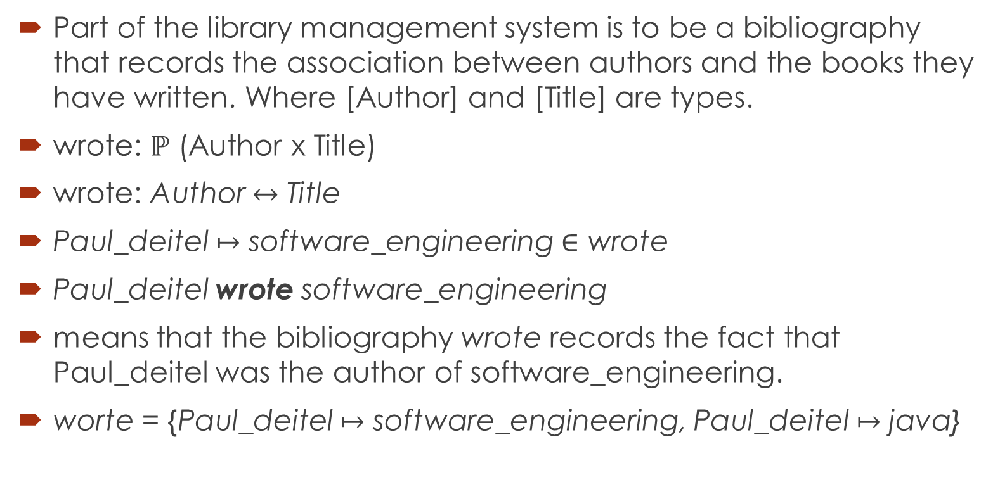 Part of the library management system is to be a bibliography
that records the association between authors and the books they
have written. Where [Author] and [Title] are types.
wrote: ℙ (Author x Title)
wrote: Author ↔ Title
Paul_deitel ↦ software_engineering ∈ wrote
Paul_deitel wrote software_engineering
means that the bibliography wrote records the fact that
Paul_deitel was the author of software_engineering.
worte = {Paul_deitel ↦ software_engineering, Paul_deitel ↦ java}